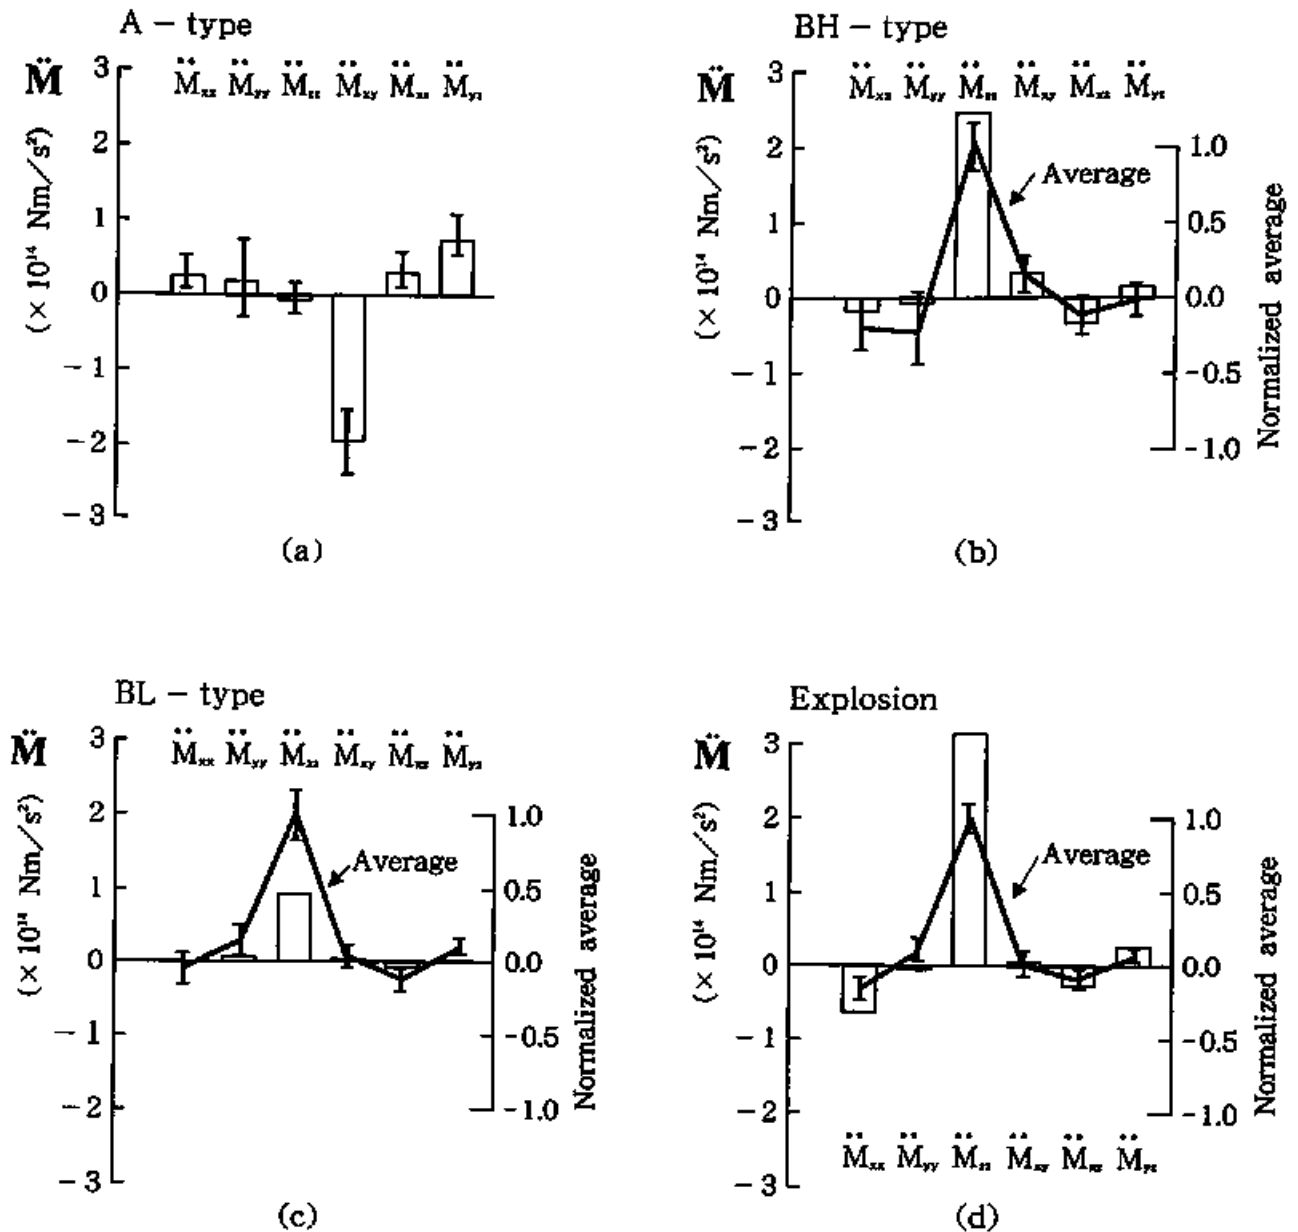 A – type
M̈ M̈xx M̈yy M̈zz M̈xy M̈xz M̈yz
(× 10¹⁴ Nm/s²)
3
2
1
0
−1
−2
−3
(a)
BH – type
M̈ M̈xx M̈yy M̈zz M̈xy M̈xz M̈yz
(× 10¹⁴ Nm/s²)
3
2
1
0
−1
−2
−3
Average
1.0
0.5
0.0
−0.5
−1.0
Normalized average
(b)
BL – type
M̈ M̈xx M̈yy M̈zz M̈xy M̈xz M̈yz
(× 10¹⁴ Nm/s²)
3
2
1
0
−1
−2
−3
Average
1.0
0.5
0.0
−0.5
−1.0
Normalized average
(c)
Explosion
M̈
(× 10¹⁴ Nm/s²)
3
2
1
0
−1
−2
−3
Average
1.0
0.5
0.0
−0.5
−1.0
Normalized average
M̈xx M̈yy M̈zz M̈xy M̈xz M̈yz
(d)